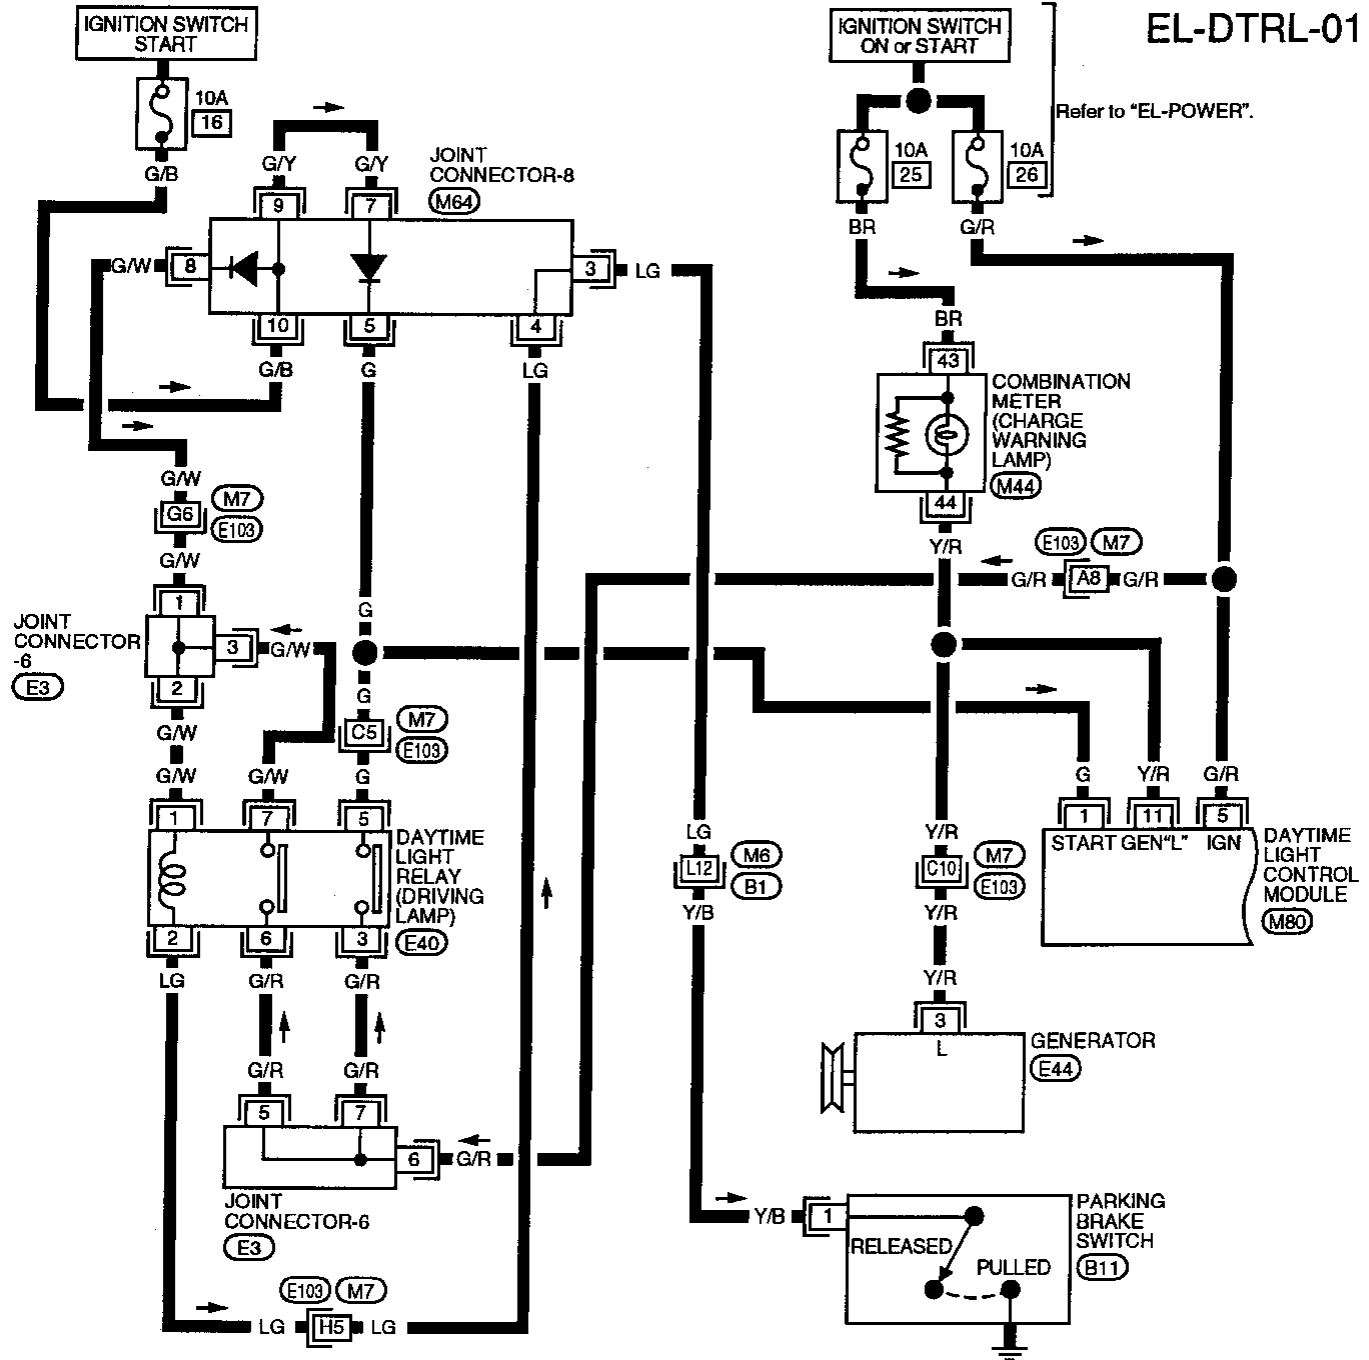 EL-DTRL-01
IGNITION SWITCH
START
10A
16
G/B
IGNITION SWITCH
ON or START
Refer to "EL-POWER".
10A
25
10A
26
BR
G/R
G/Y
G/Y
JOINT
CONNECTOR-8
M64
9
7
G/W
8
3
LG
10
5
4
G/B
G
LG
BR
43
COMBINATION
METER
(CHARGE
WARNING
LAMP)
M44
44
Y/R
G/W
G6
M7
E103
G/W
E103
M7
G/R
A8
G/R
JOINT
CONNECTOR
-6
E3
1
3
G/W
2
G/W
G
G
C5
M7
E103
G
G/W
G/W
1
7
5
DAYTIME
LIGHT
RELAY
(DRIVING
LAMP)
E40
2
6
3
LG
G/R
G/R
LG
L12
M6
B1
Y/B
Y/R
C10
M7
E103
Y/R
Y/R
G
Y/R
G/R
1
11
5
START
GEN"L"
IGN
DAYTIME
LIGHT
CONTROL
MODULE
M80
3
L
GENERATOR
E44
G/R
G/R
5
7
6
G/R
JOINT
CONNECTOR-6
E3
Y/B
1
RELEASED
PULLED
PARKING
BRAKE
SWITCH
B11
E103
M7
LG
H5
LG